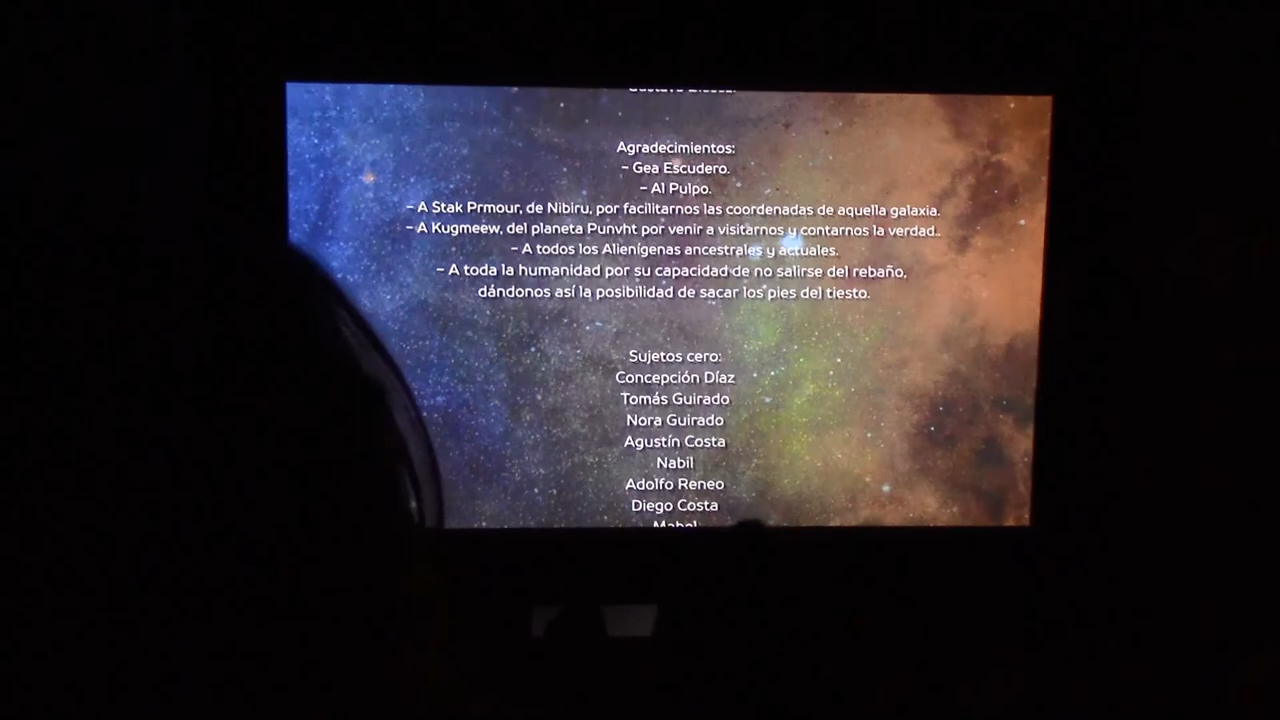 Agradecimientos:
– Gea Escudero.
– Al Pulpo.
– A Stak Prmour, de Nibiru, por facilitarnos las coordenadas de aquella galaxia.
– A Kugmeew, del planeta Punvht por venir a visitarnos y contarnos la verdad..
– A todos los Alienígenas ancestrales y actuales.
– A toda la humanidad por su capacidad de no salirse del rebaño,
dándonos así la posibilidad de sacar los pies del tiesto.
Sujetos cero:
Concepción Díaz
Tomás Guirado
Nora Guirado
Agustín Costa
Nabil
Adolfo Reneo
Diego Costa
Mabel